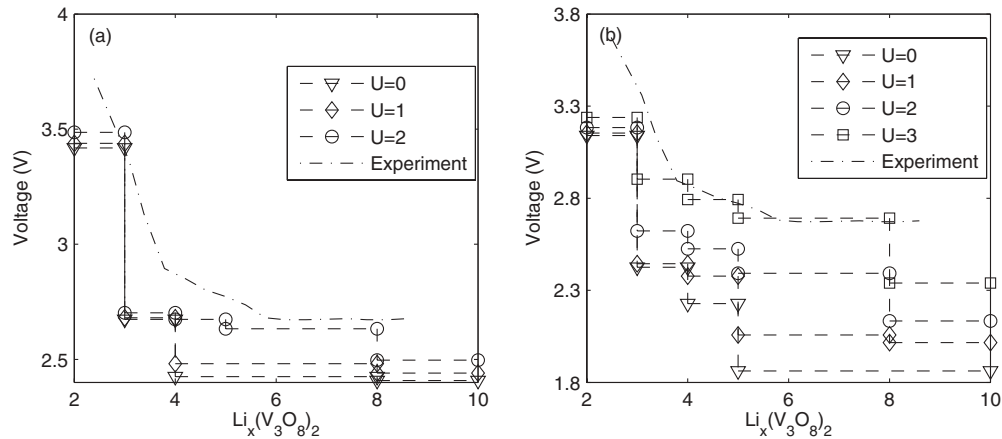 (a)
4
3.5
3
2.5
Voltage (V)
U=0
U=1
U=2
Experiment
2 4 6 8 10
Liₓ(V₃O₈)₂
(b)
3.8
3.3
2.8
2.3
1.8
Voltage (V)
U=0
U=1
U=2
U=3
Experiment
2 3 4 5 6 7 8 9 10
Liₓ(V₃O₈)₂